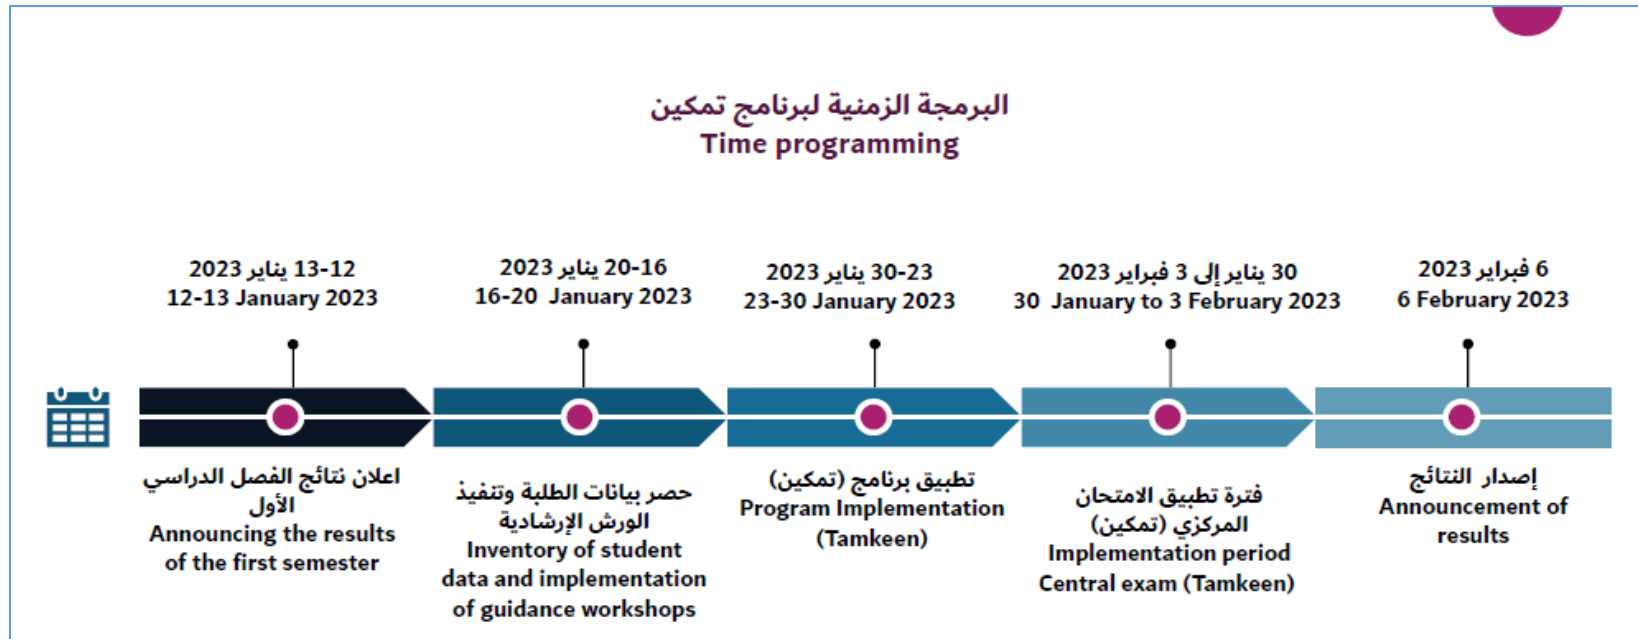 البرمجة الزمنية لبرنامج تمكين
Time programming
13-12 يناير 2023
12-13 January 2023
20-16 يناير 2023
16-20 January 2023
30-23 يناير 2023
23-30 January 2023
30 يناير إلى 3 فبراير 2023
30 January to 3 February 2023
6 فبراير 2023
6 February 2023
اعلان نتائج الفصل الدراسي
الأول
Announcing the results
of the first semester
حصر بيانات الطلبة وتنفيذ
الورش الإرشادية
Inventory of student
data and implementation
of guidance workshops
تطبيق برنامج (تمكين)
Program Implementation
(Tamkeen)
فترة تطبيق الامتحان
المركزي (تمكين)
Implementation period
Central exam (Tamkeen)
إصدار النتائج
Announcement of
results